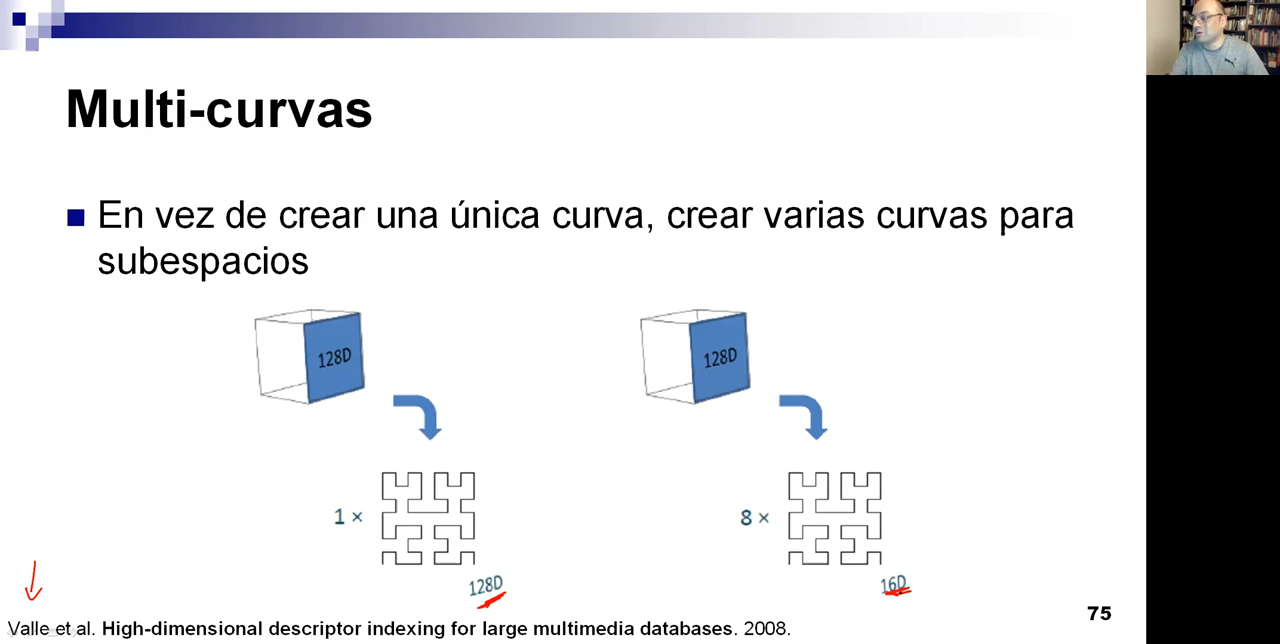 Multi-curvas
En vez de crear una única curva, crear varias curvas para
subespacios
128D
128D
1 ×
8 ×
128D
16D
75
Valle et al. High-dimensional descriptor indexing for large multimedia databases. 2008.